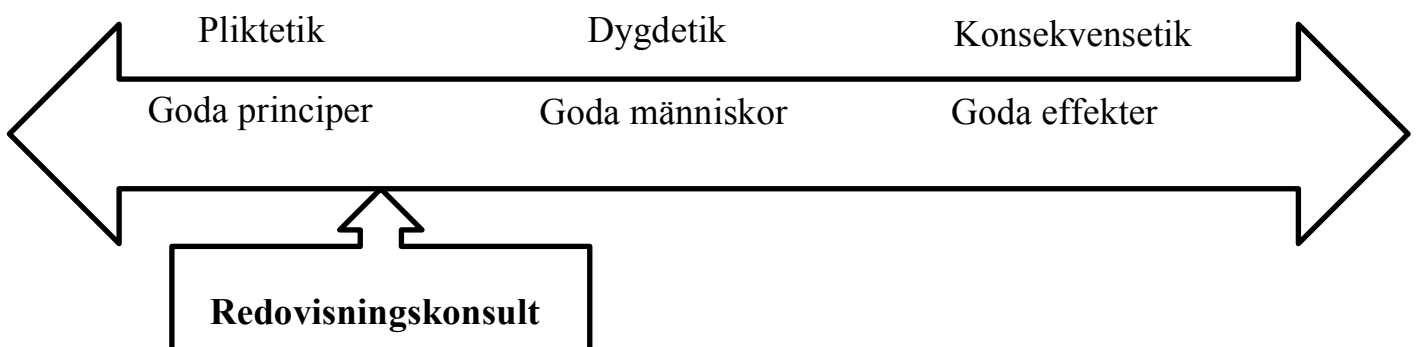 Pliktetik Dygdetik Konsekvensetik
Goda principer Goda människor Goda effekter
Redovisningskonsult